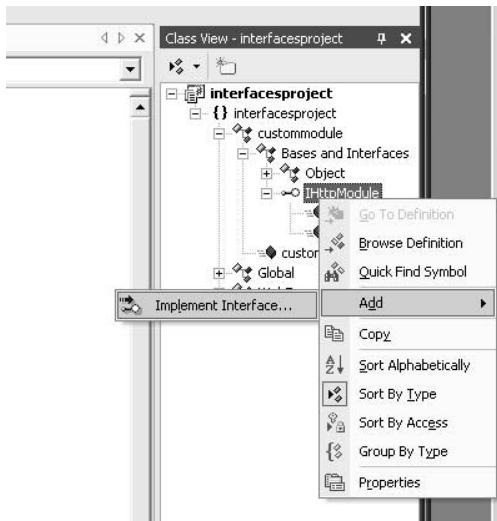 Class View - interfacesproject
interfacesproject
{} interfacesproject
custommodule
Bases and Interfaces
Object
IHttpModule
custom
Global
Go To Definition
Browse Definition
Quick Find Symbol
Add
Implement Interface...
Copy
Sort Alphabetically
Sort By Type
Sort By Access
Group By Type
Properties